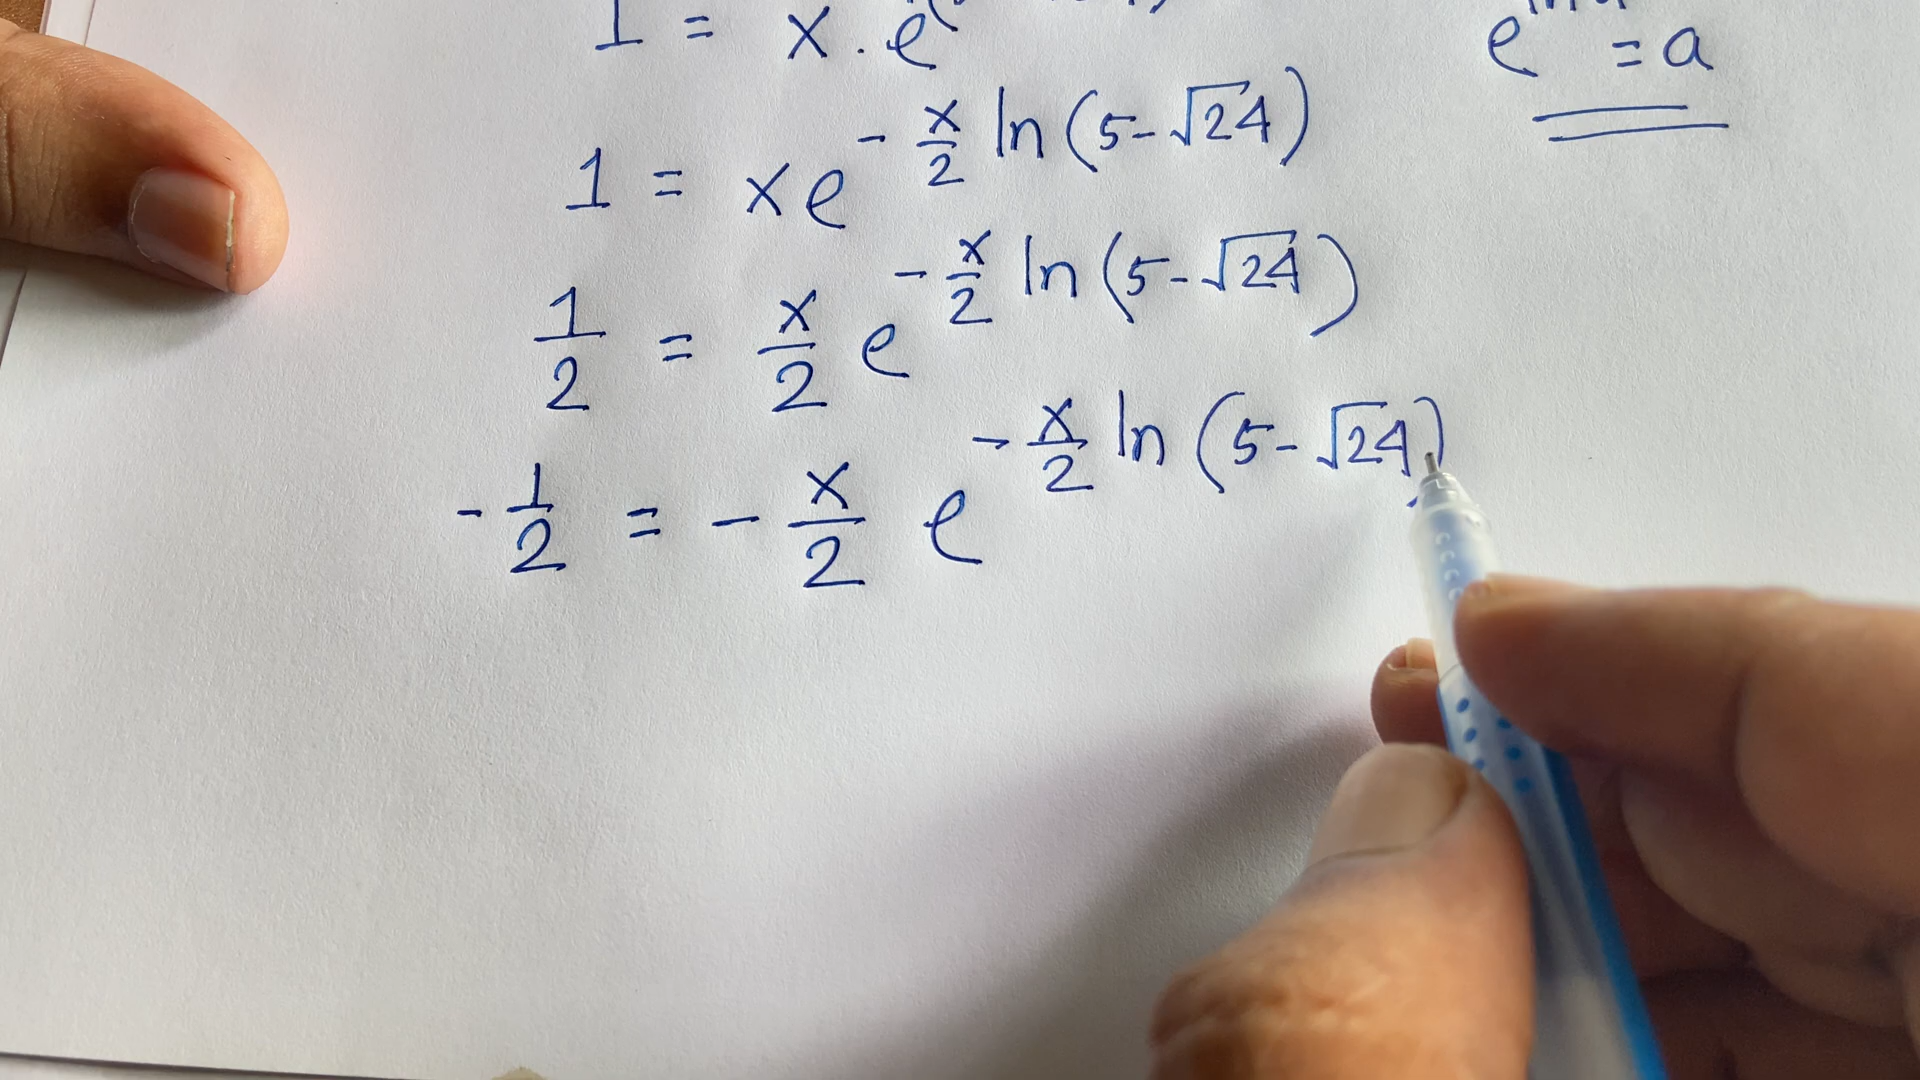 1 = x . e
e^ln a = a
1 = xe^(-x/2 ln(5-√24))
1/2 = x/2 e^(-x/2 ln(5-√24))
-1/2 = -x/2 e^(-x/2 ln(5-√24))